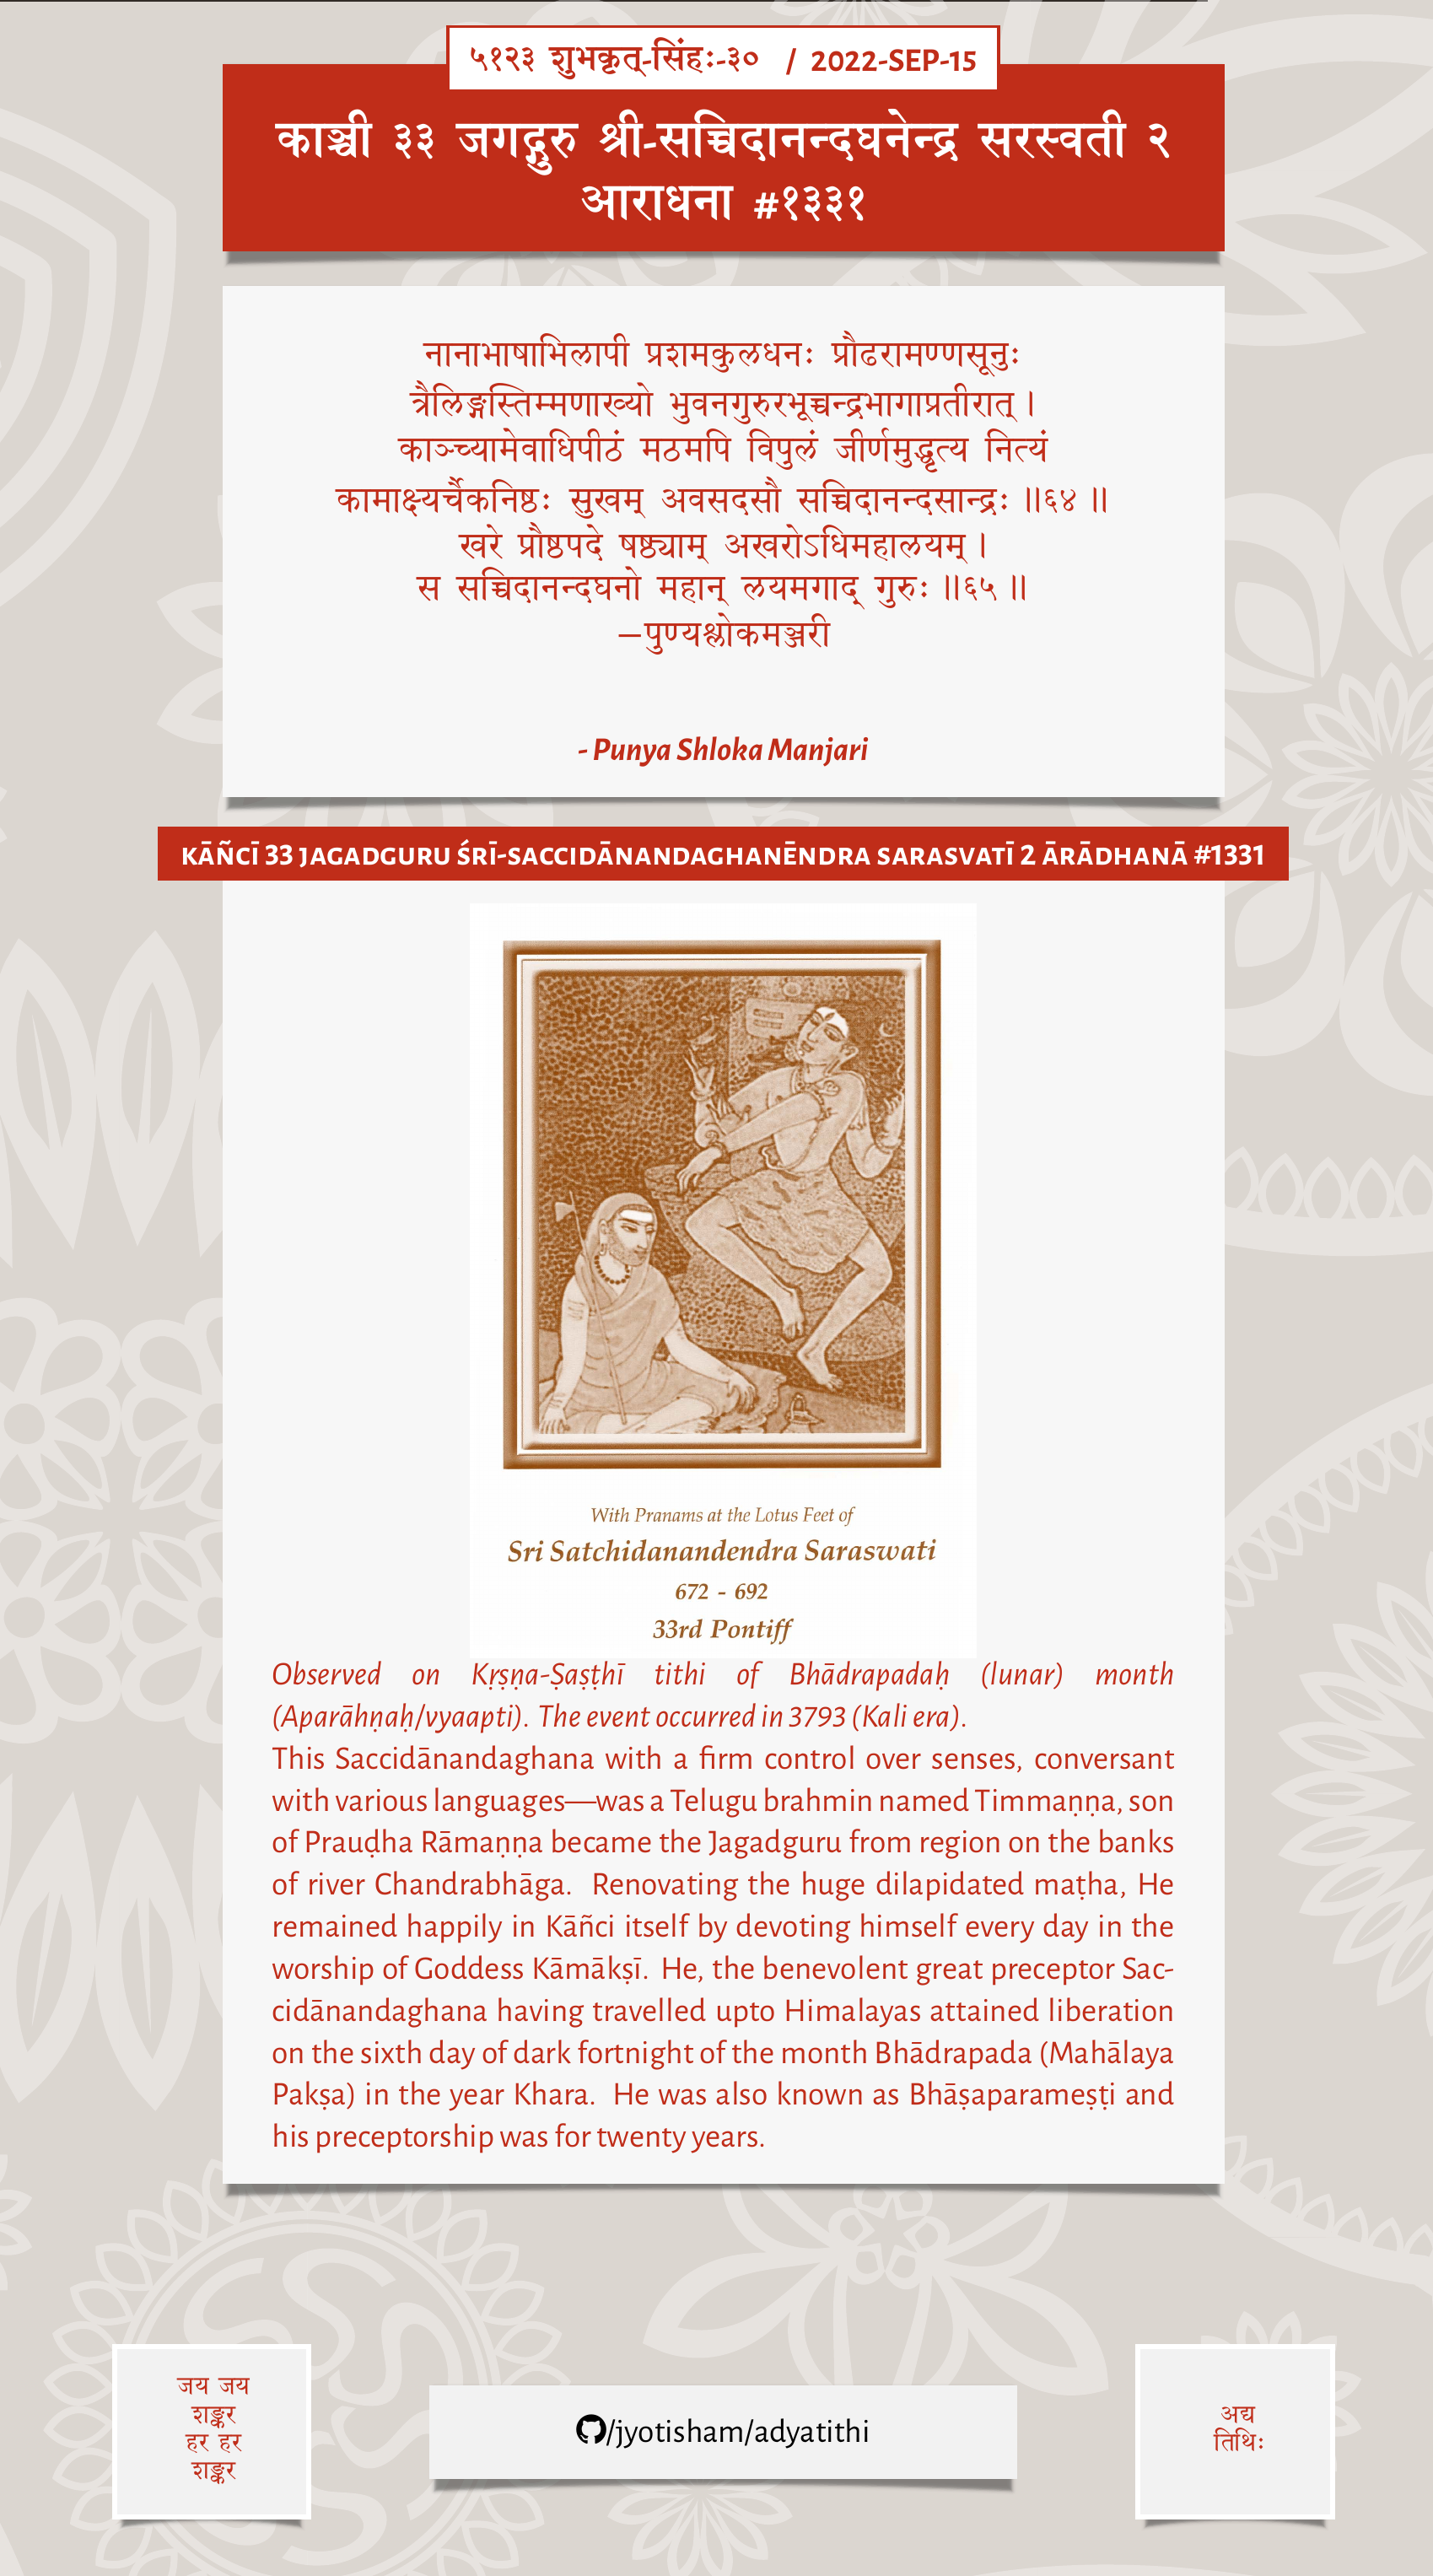 ५१२३ शुभकृत्-सिंहः-३० / 2022-SEP-15
काञ्ची ३३ जगद्गुरु श्री-सच्चिदानन्दघनेन्द्र सरस्वती २
आराधना #१३३१
नानाभाषाभिलापी प्रशमकुलधनः प्रौढरामण्णसूनुः
त्रैलिङ्गस्तिम्मणाख्यो भुवनगुरुरभूच्चन्द्रभागाप्रतीरात् ।
काञ्च्यामेवाधिपीठं मठमपि विपुलं जीर्णमुद्धृत्य नित्यं
कामाक्ष्यर्चैकनिष्ठः सुखम् अवसदसौ सच्चिदानन्दसान्द्रः ॥६४॥
खरे प्रौष्ठपदे षष्ठ्याम् अखरोऽधिमहालयम् ।
स सच्चिदानन्दघनो महान् लयमगाद् गुरुः ॥६५॥
—पुण्यश्लोकमञ्जरी
- Punya Shloka Manjari
KĀÑCĪ 33 JAGADGURU ŚRĪ-SACCIDĀNANDAGHANĒNDRA SARASVATĪ 2 ĀRĀDHANĀ #1331
With Pranams at the Lotus Feet of
Sri Satchidanandendra Saraswati
672 - 692
33rd Pontiff
Observed on Kṛṣṇa-Ṣaṣṭhī tithi of Bhādrapadaḥ (lunar) month
(Aparāhṇaḥ/vyaapti). The event occurred in 3793 (Kali era).
This Saccidānandaghana with a firm control over senses, conversant
with various languages—was a Telugu brahmin named Timmaṇṇa, son
of Prauḍha Rāmaṇṇa became the Jagadguru from region on the banks
of river Chandrabhāga. Renovating the huge dilapidated maṭha, He
remained happily in Kāñci itself by devoting himself every day in the
worship of Goddess Kāmākṣī. He, the benevolent great preceptor Sac-
cidānandaghana having travelled upto Himalayas attained liberation
on the sixth day of dark fortnight of the month Bhādrapada (Mahālaya
Pakṣa) in the year Khara. He was also known as Bhāṣaparameṣṭi and
his preceptorship was for twenty years.
जय जय
शङ्कर
हर हर
शङ्कर
/jyotisham/adyatithi
अद्य
तिथिः